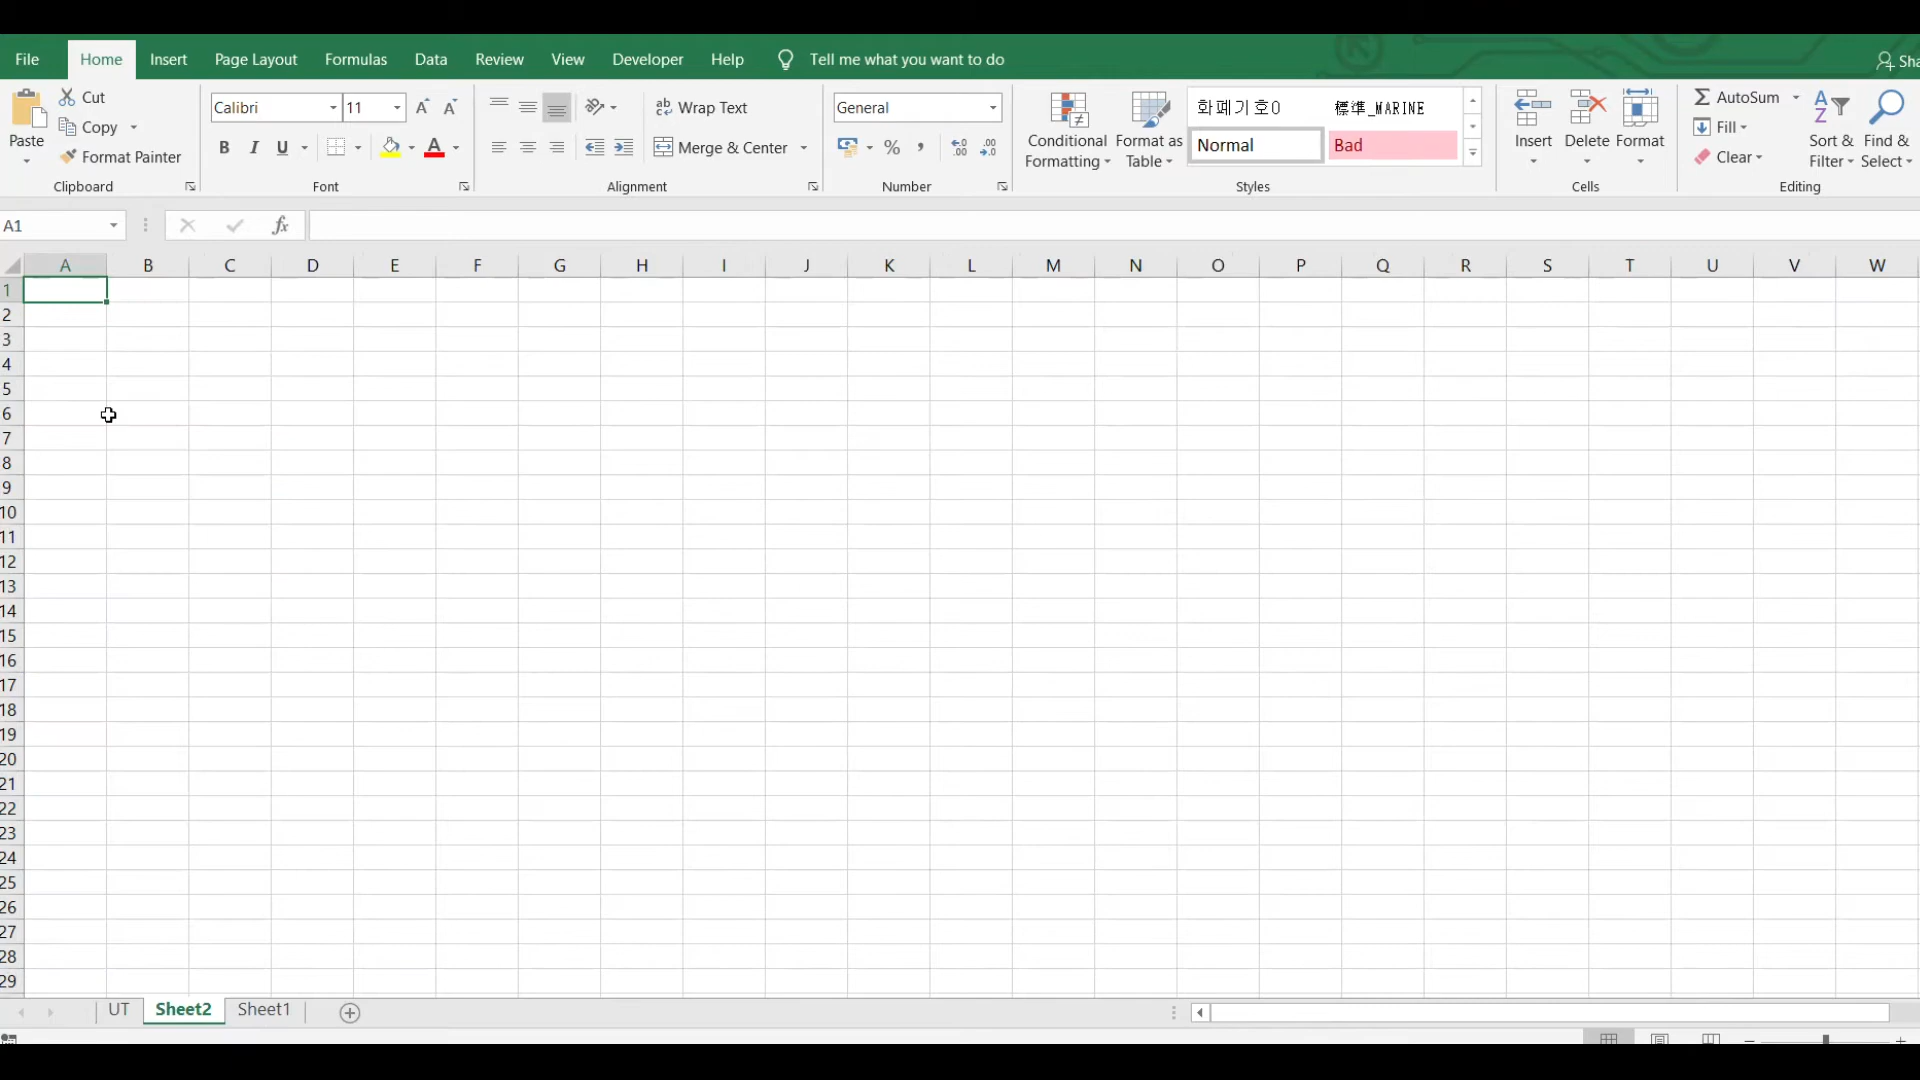 File Home Insert Page Layout Formulas Data Review View Developer Help Tell me what you want to do Sha
Paste Cut Copy Format Painter Clipboard
Calibri 11 A A B I U A Font
ab Wrap Text Merge & Center Alignment
General % , .00 .00 Number
Conditional Formatting Format as Table
화폐기호0 標準_MARINE
Normal Bad
Styles
Insert Delete Format Cells
Σ AutoSum Fill Clear Sort & Filter Find & Select Editing
A1 fx
A B C D E F G H I J K L M N O P Q R S T U V W
1
2
3
4
5
6
7
8
9
10
11
12
13
14
15
16
17
18
19
20
21
22
23
24
25
26
27
28
29
UT Sheet2 Sheet1